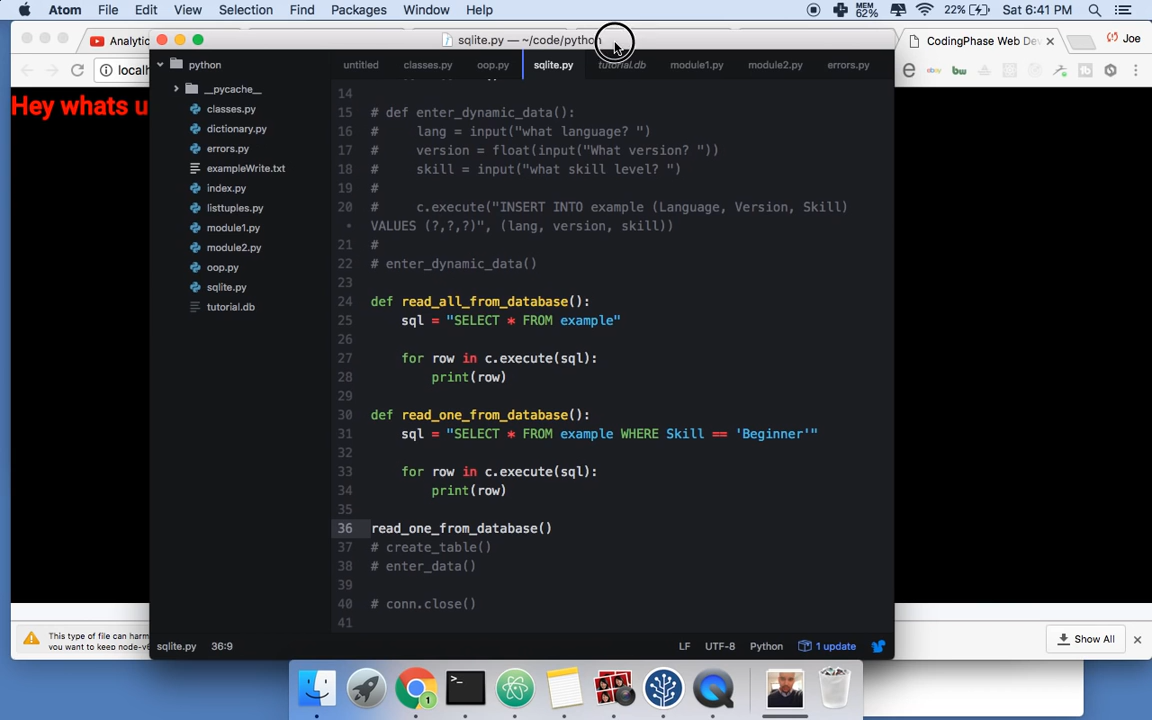 Atom File Edit View Selection Find Packages Window Help MEM 62% 22% Sat 6:41 PM
Analytic CodingPhase Web Dev Joe
sqlite.py — ~/code/python
localh
python
untitled classes.py oop.py sqlite.py tutorial.db module1.py module2.py errors.py
Hey whats u
__pycache__
classes.py
dictionary.py
errors.py
exampleWrite.txt
index.py
listtuples.py
module1.py
module2.py
oop.py
sqlite.py
tutorial.db
14
15 # def enter_dynamic_data():
16 #     lang = input("what language? ")
17 #     version = float(input("What version? "))
18 #     skill = input("what skill level? ")
19 #
20 #     c.execute("INSERT INTO example (Language, Version, Skill)
• VALUES (?,?,?)", (lang, version, skill))
21 #
22 # enter_dynamic_data()
23
24 def read_all_from_database():
25     sql = "SELECT * FROM example"
26
27     for row in c.execute(sql):
28         print(row)
29
30 def read_one_from_database():
31     sql = "SELECT * FROM example WHERE Skill == 'Beginner'"
32
33     for row in c.execute(sql):
34         print(row)
35
36 read_one_from_database()
37 # create_table()
38 # enter_data()
39
40 # conn.close()
41
This type of file can harm
you want to keep node-v6
Show All
sqlite.py 36:9 LF UTF-8 Python 1 update
1